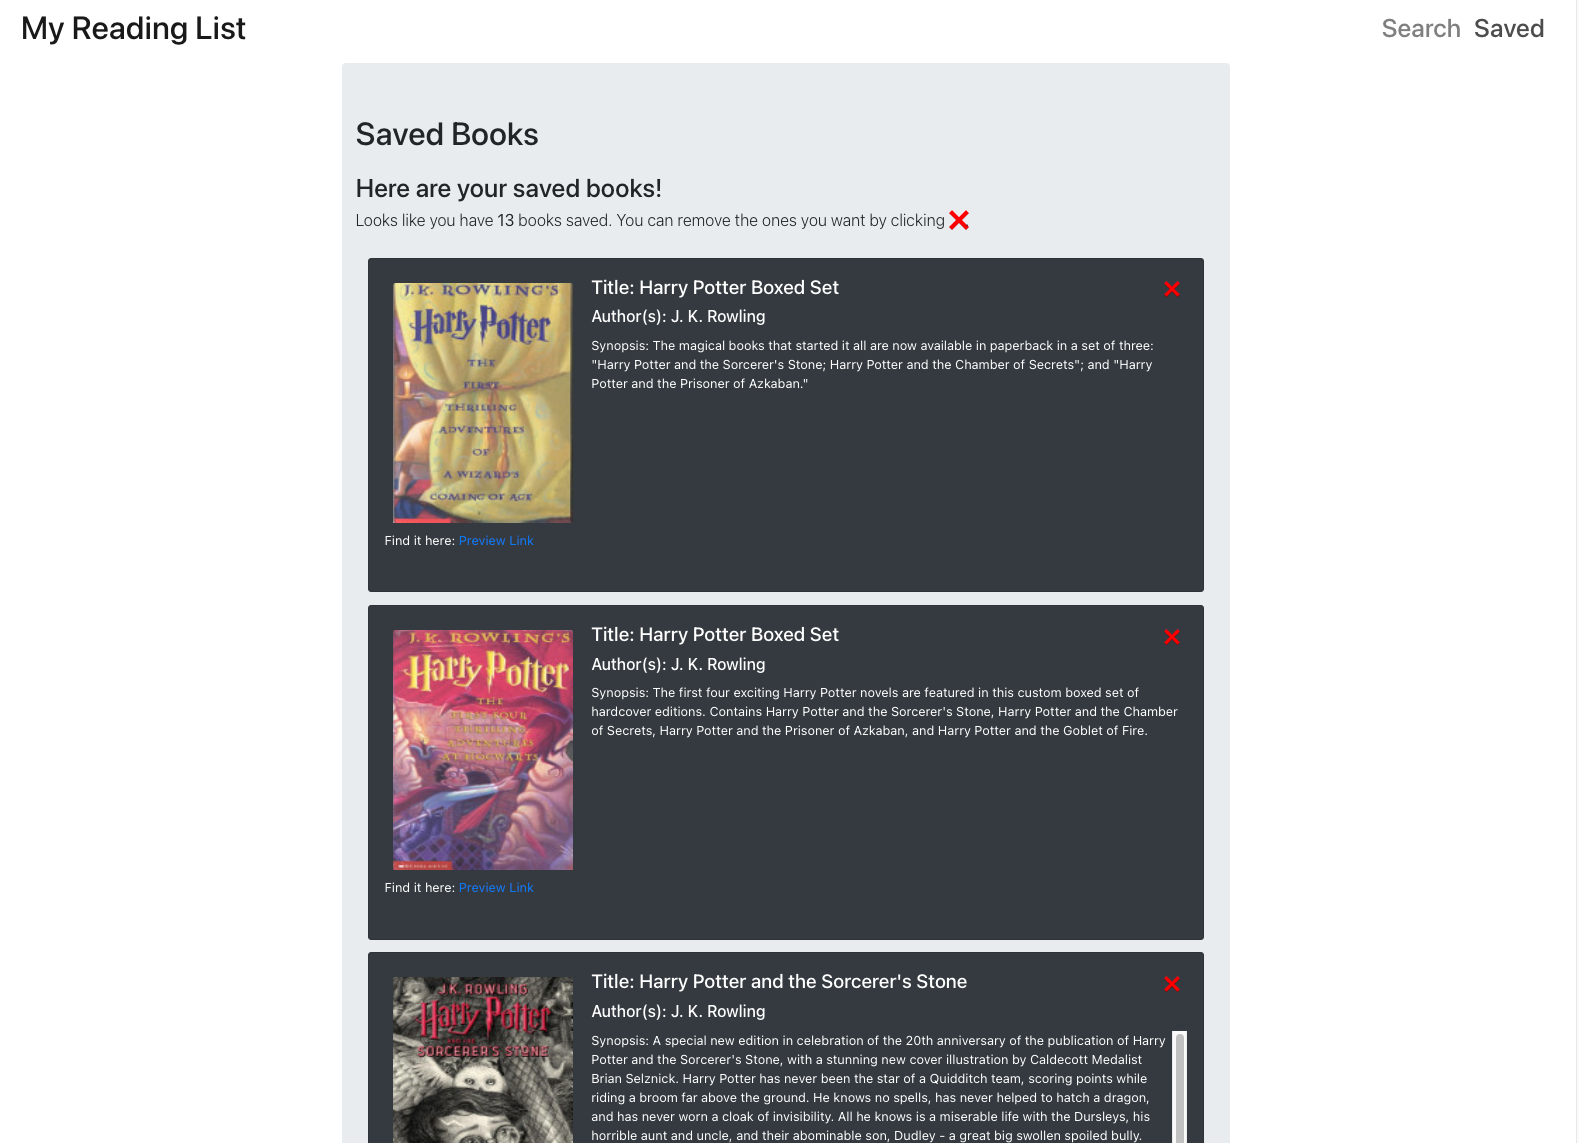 My Reading List
Search Saved
Saved Books
Here are your saved books!
Looks like you have 13 books saved. You can remove the ones you want by clicking
J.K. ROWLING'S
Harry Potter
THE
FIRST
THRILLING
ADVENTURES
OF
A WIZARD'S
COMING OF AGE
Title: Harry Potter Boxed Set
Author(s): J. K. Rowling
Synopsis: The magical books that started it all are now available in paperback in a set of three:
"Harry Potter and the Sorcerer's Stone; Harry Potter and the Chamber of Secrets"; and "Harry
Potter and the Prisoner of Azkaban."
Find it here: Preview Link
J.K. ROWLING'S
Harry Potter
THE
FIRST FOUR
THRILLING
ADVENTURES
AT HOGWARTS
Title: Harry Potter Boxed Set
Author(s): J. K. Rowling
Synopsis: The first four exciting Harry Potter novels are featured in this custom boxed set of
hardcover editions. Contains Harry Potter and the Sorcerer's Stone, Harry Potter and the Chamber
of Secrets, Harry Potter and the Prisoner of Azkaban, and Harry Potter and the Goblet of Fire.
Find it here: Preview Link
J.K. ROWLING
Harry Potter
AND THE
SORCERER'S STONE
Title: Harry Potter and the Sorcerer's Stone
Author(s): J. K. Rowling
Synopsis: A special new edition in celebration of the 20th anniversary of the publication of Harry
Potter and the Sorcerer's Stone, with a stunning new cover illustration by Caldecott Medalist
Brian Selznick. Harry Potter has never been the star of a Quidditch team, scoring points while
riding a broom far above the ground. He knows no spells, has never helped to hatch a dragon,
and has never worn a cloak of invisibility. All he knows is a miserable life with the Dursleys, his
horrible aunt and uncle, and their abominable son, Dudley - a great big swollen spoiled bully.